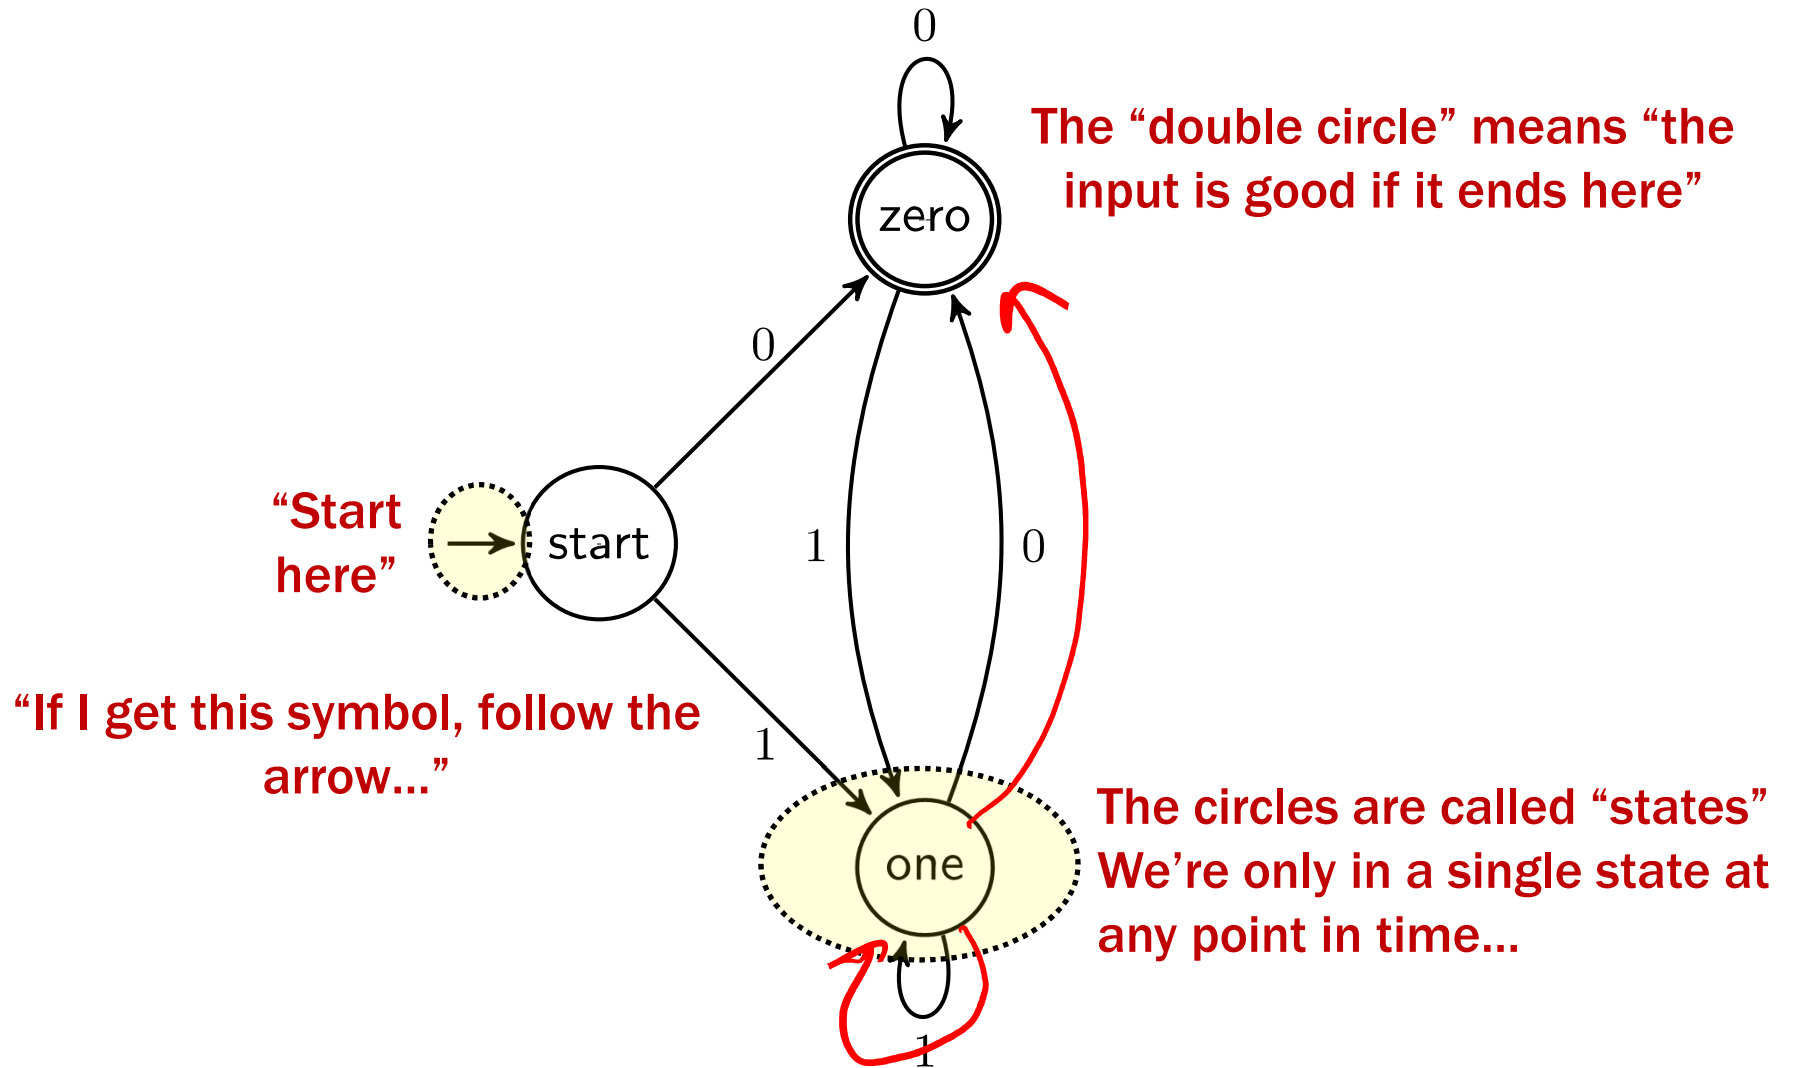 0
The “double circle” means “the
input is good if it ends here”
zero
0
“Start
here”
start
1
0
“If I get this symbol, follow the
arrow…”
1
The circles are called “states”
We’re only in a single state at
any point in time…
one
1